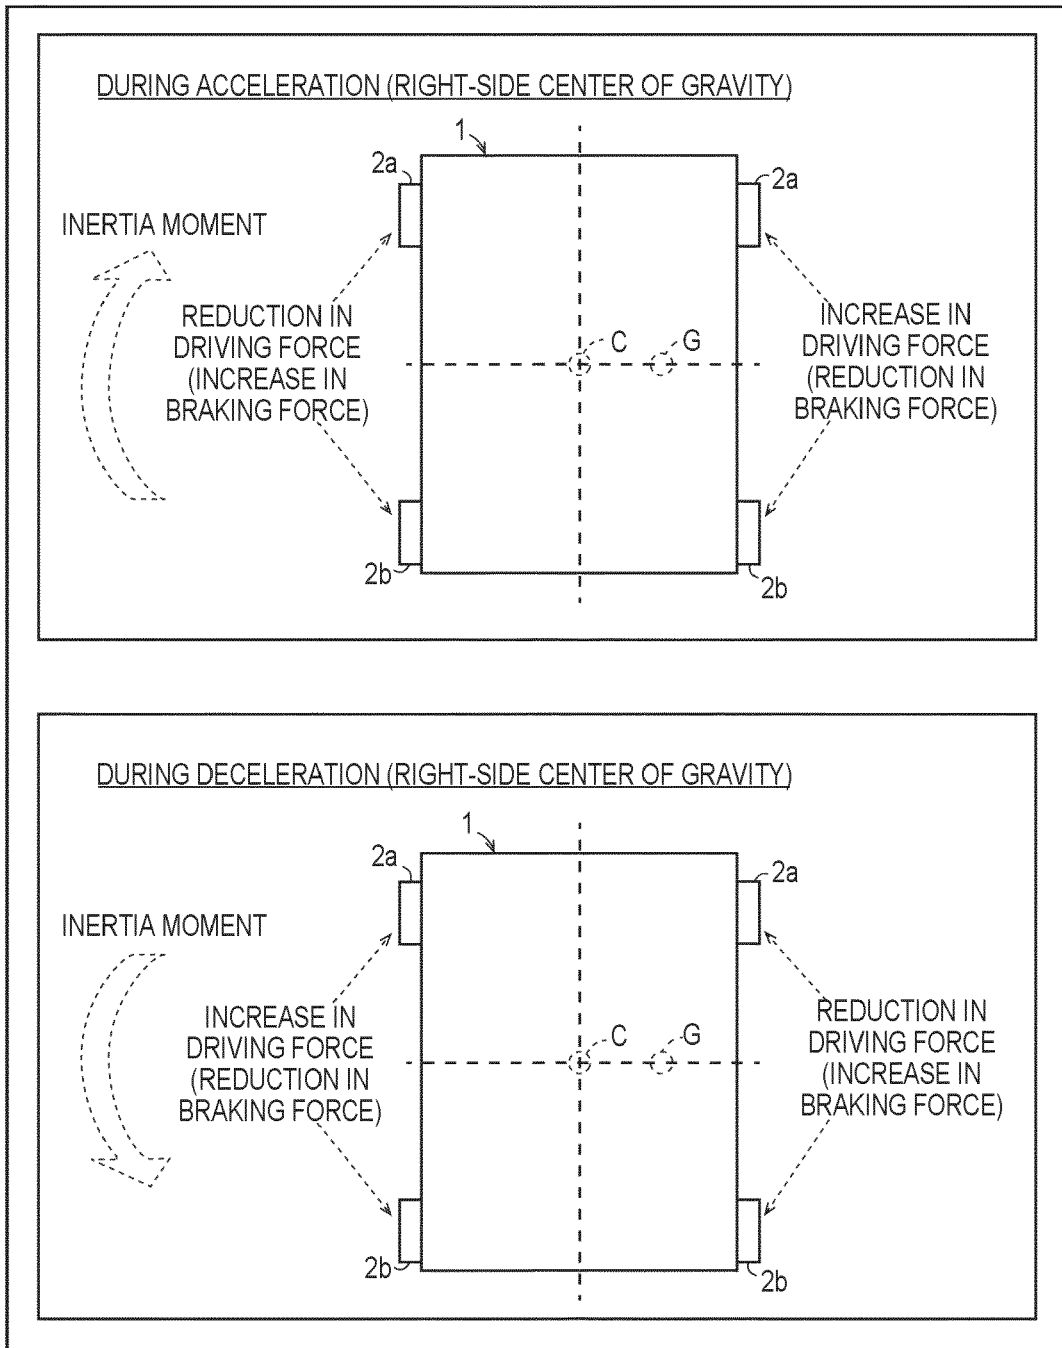 DURING ACCELERATION (RIGHT-SIDE CENTER OF GRAVITY)
1
2a
2a
INERTIA MOMENT
REDUCTION IN
DRIVING FORCE
(INCREASE IN
BRAKING FORCE)
C
G
INCREASE IN
DRIVING FORCE
(REDUCTION IN
BRAKING FORCE)
2b
2b
DURING DECELERATION (RIGHT-SIDE CENTER OF GRAVITY)
1
2a
2a
INERTIA MOMENT
INCREASE IN
DRIVING FORCE
(REDUCTION IN
BRAKING FORCE)
C
G
REDUCTION IN
DRIVING FORCE
(INCREASE IN
BRAKING FORCE)
2b
2b